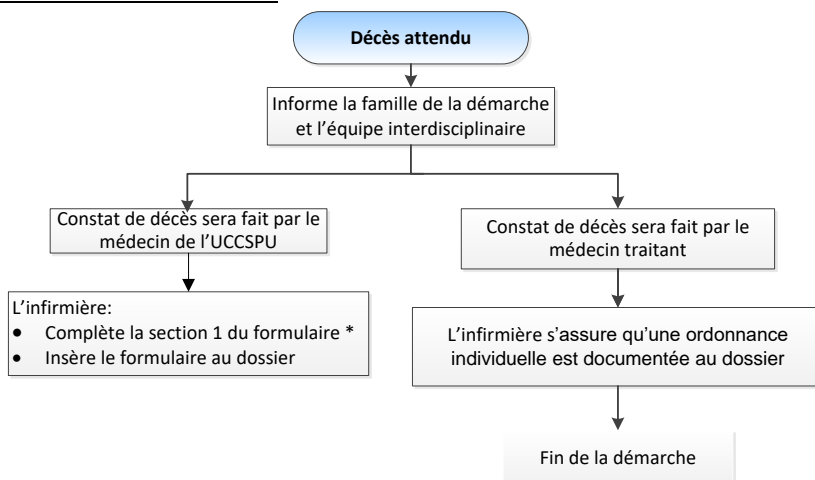 Décès attendu
Informe la famille de la démarche
et l'équipe interdisciplinaire
Constat de décès sera fait par le
médecin de l'UCCSPU
L'infirmière:
• Complète la section 1 du formulaire *
• Insère le formulaire au dossier
Constat de décès sera fait par le
médecin traitant
L'infirmière s'assure qu'une ordonnance
individuelle est documentée au dossier
Fin de la démarche